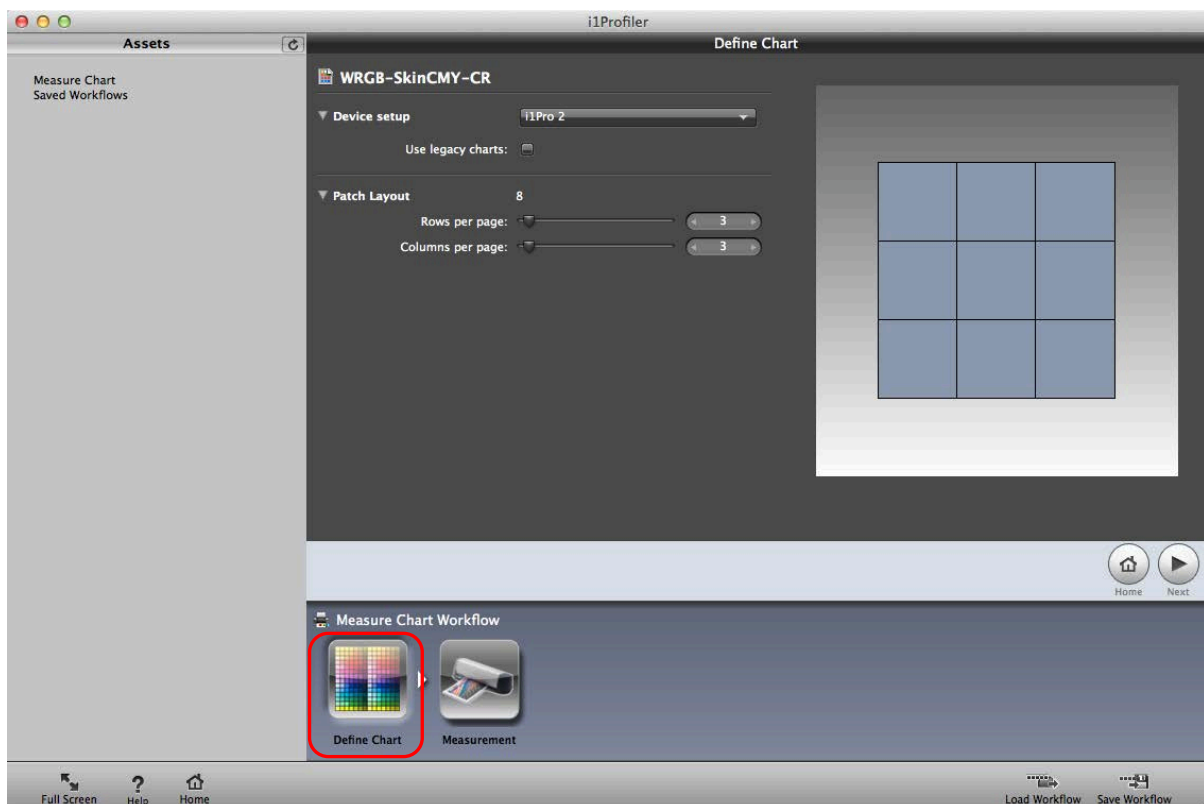 i1Profiler
Assets
Define Chart
Measure Chart
Saved Workflows
WRGB-SkinCMY-CR
Device setup
i1Pro 2
Use legacy charts:
Patch Layout
8
Rows per page:
3
Columns per page:
3
Home
Next
Measure Chart Workflow
Define Chart
Measurement
Full Screen
Help
Home
Load Workflow
Save Workflow